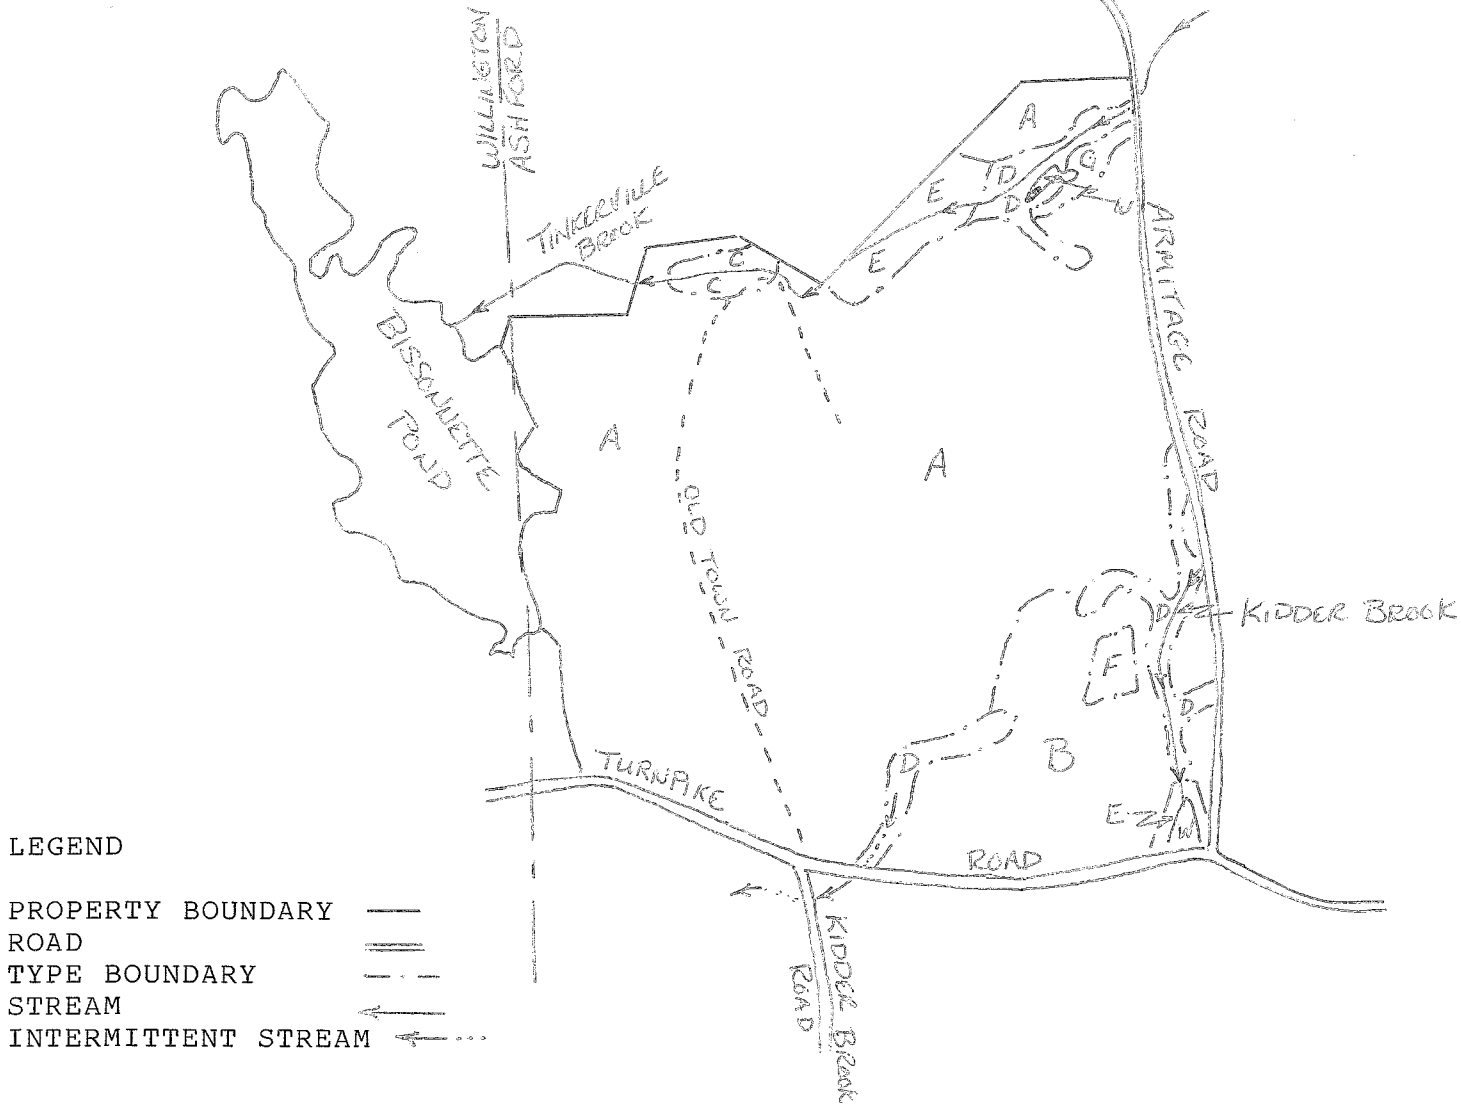 WILLINGTON
ASHFORD
TINKERVILLE
BROOK
A
D
G
E
D
W
E
C
C
ARMITAGE ROAD
BISSONNETTE
POND
A
A
OLD TOWN ROAD
D
KIDDER BROOK
F
D
B
D
TURNPIKE ROAD
E
W
KIDDER BROOK
ROAD
LEGEND
PROPERTY BOUNDARY
ROAD
TYPE BOUNDARY
STREAM
INTERMITTENT STREAM